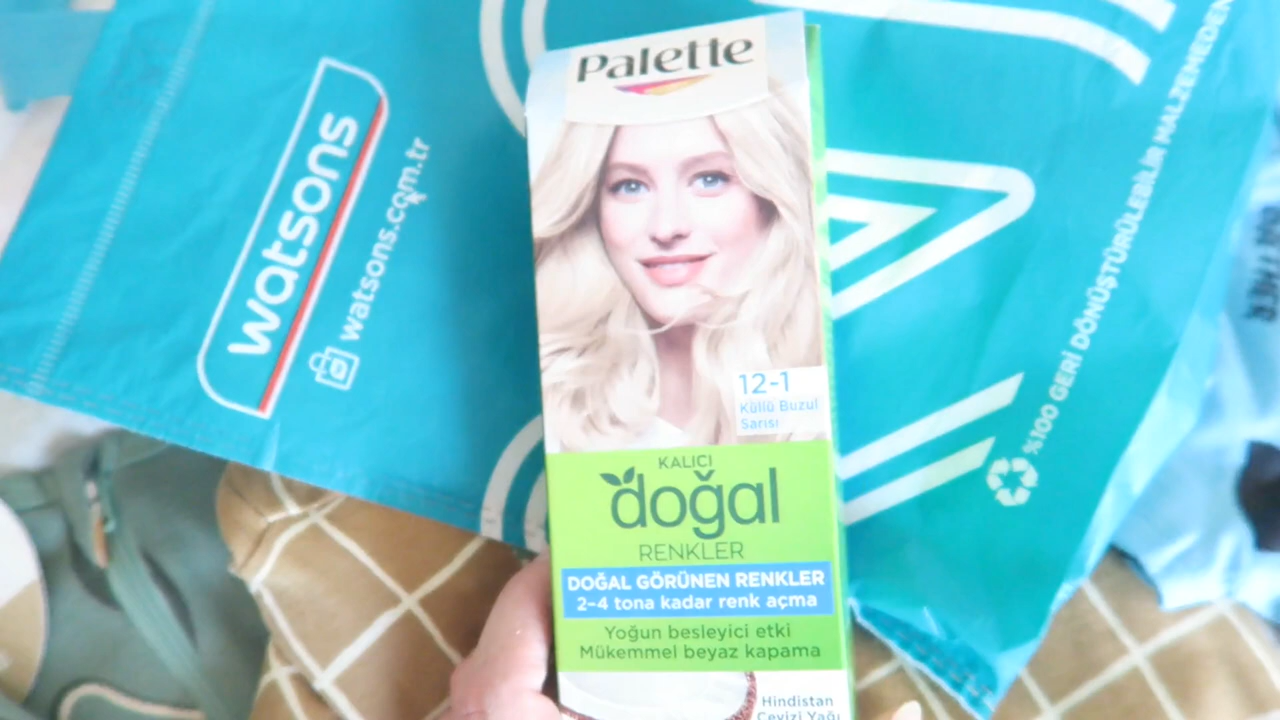 watsons
watsons.com.tr
Palette
12-1
Küllü Buzul
Sarısı
KALICI
doğal
RENKLER
DOĞAL GÖRÜNEN RENKLER
2-4 tona kadar renk açma
Yoğun besleyici etki
Mükemmel beyaz kapama
Hindistan
Cevizi Yağı
%100 GERİ DÖNÜŞTÜRÜLEBİLİR MALZEMEDEN